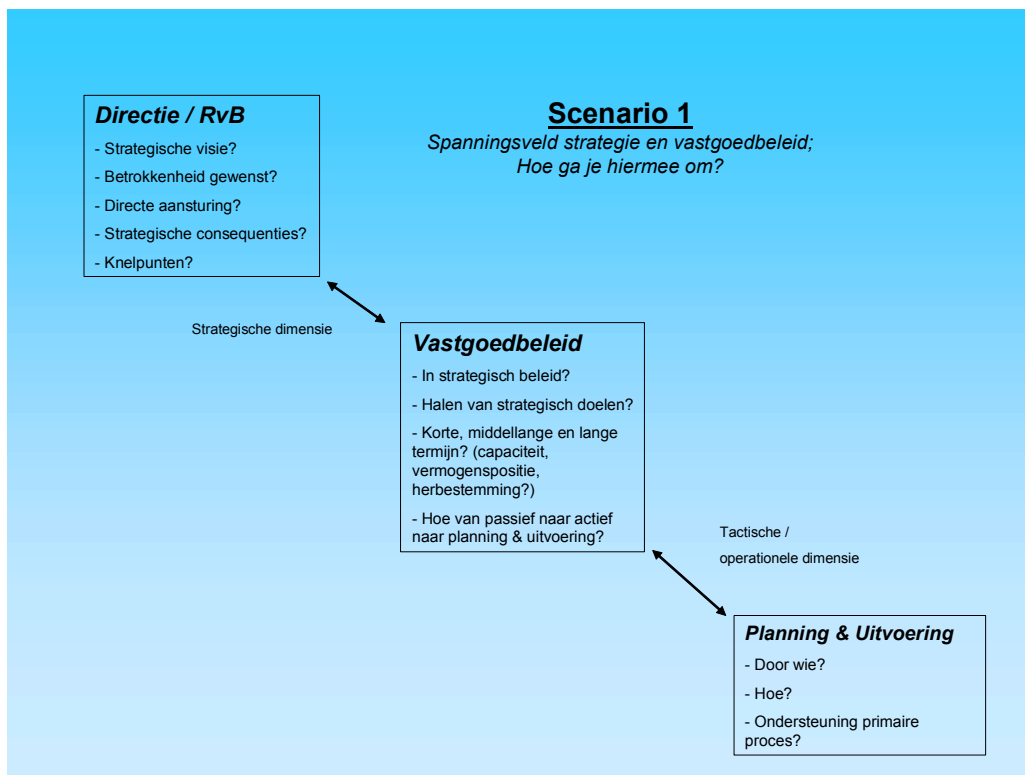 Directie / RvB
- Strategische visie?
- Betrokkenheid gewenst?
- Directe aansturing?
- Strategische consequenties?
- Knelpunten?
Scenario 1
Spanningsveld strategie en vastgoedbeleid;
Hoe ga je hiermee om?
Strategische dimensie
Vastgoedbeleid
- In strategisch beleid?
- Halen van strategisch doelen?
- Korte, middellange en lange
termijn? (capaciteit,
vermogenspositie,
herbestemming?)
- Hoe van passief naar actief
naar planning & uitvoering?
Tactische /
operationele dimensie
Planning & Uitvoering
- Door wie?
- Hoe?
- Ondersteuning primaire
proces?